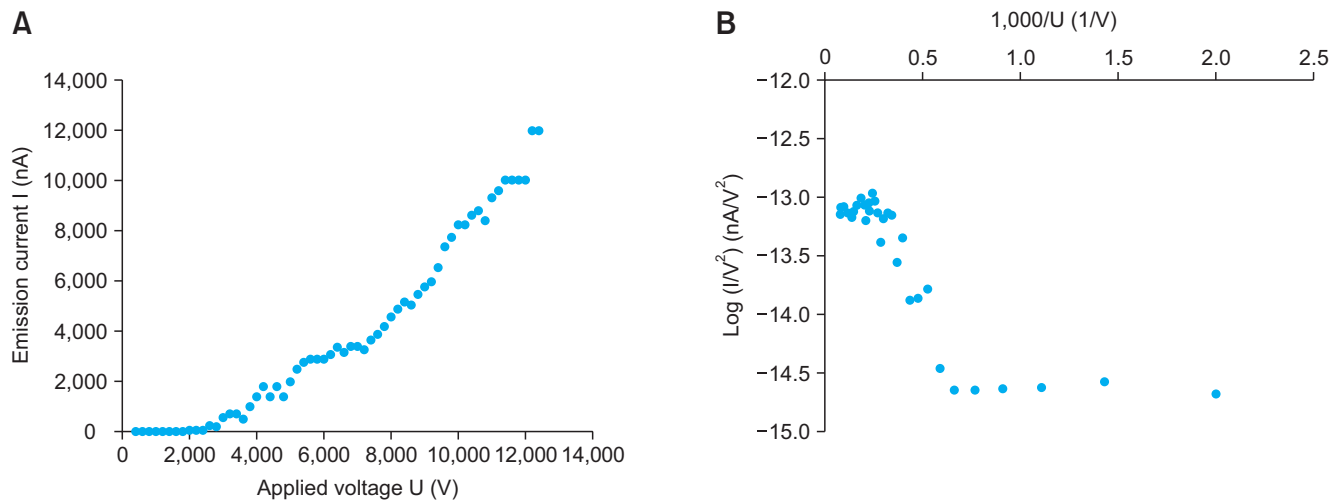 A
14,000
12,000
10,000
8,000
6,000
4,000
2,000
0
Emission current I (nA)
0 2,000 4,000 6,000 8,000 10,000 12,000 14,000
Applied voltage U (V)
B
1,000/U (1/V)
0 0.5 1.0 1.5 2.0 2.5
−12.0
−12.5
−13.0
−13.5
−14.0
−14.5
−15.0
Log (I/V²) (nA/V²)